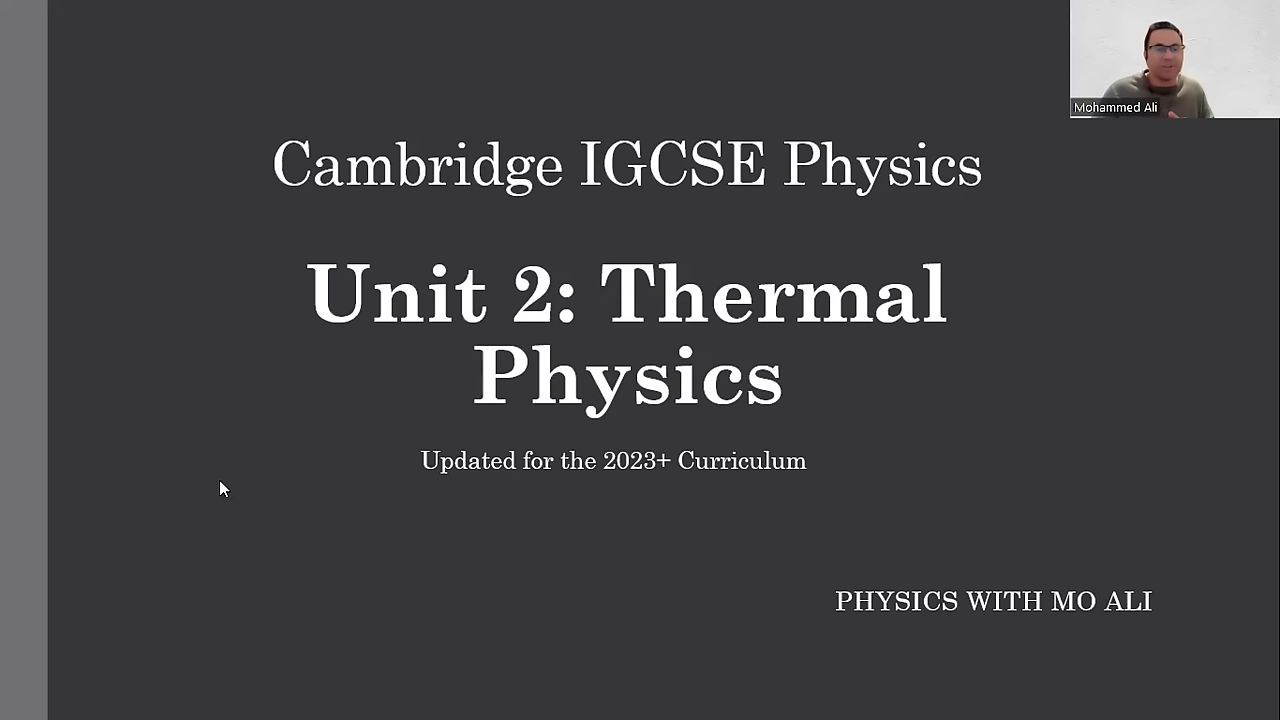 Mohammed Ali
Cambridge IGCSE Physics
Unit 2: Thermal
Physics
Updated for the 2023+ Curriculum
PHYSICS WITH MO ALI